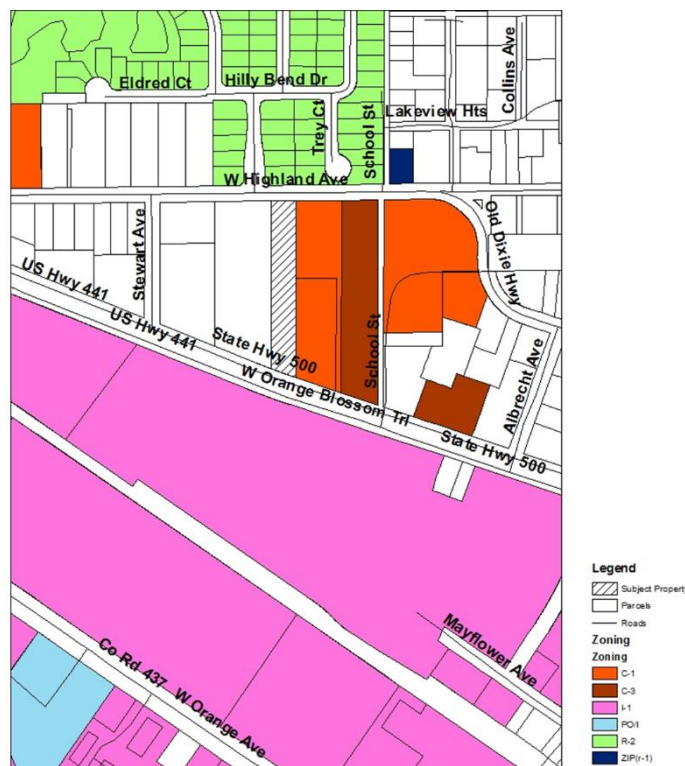 Eldred Ct
Hilly Bend Dr
Trey Ct
School St
Lakeview Hts
Collins Ave
W Highland Ave
Stewart Ave
Old Dixie Hwy
US Hwy 441
US Hwy 441
State Hwy 500
W Orange Blossom Trl
School St
Albrecht Ave
State Hwy 500
Mayflower Ave
Co Rd 437
W Orange Ave
Legend
Subject Property
Parcels
Roads
Zoning
Zoning
C-1
C-3
I-1
PO/I
R-2
ZIP(r-1)